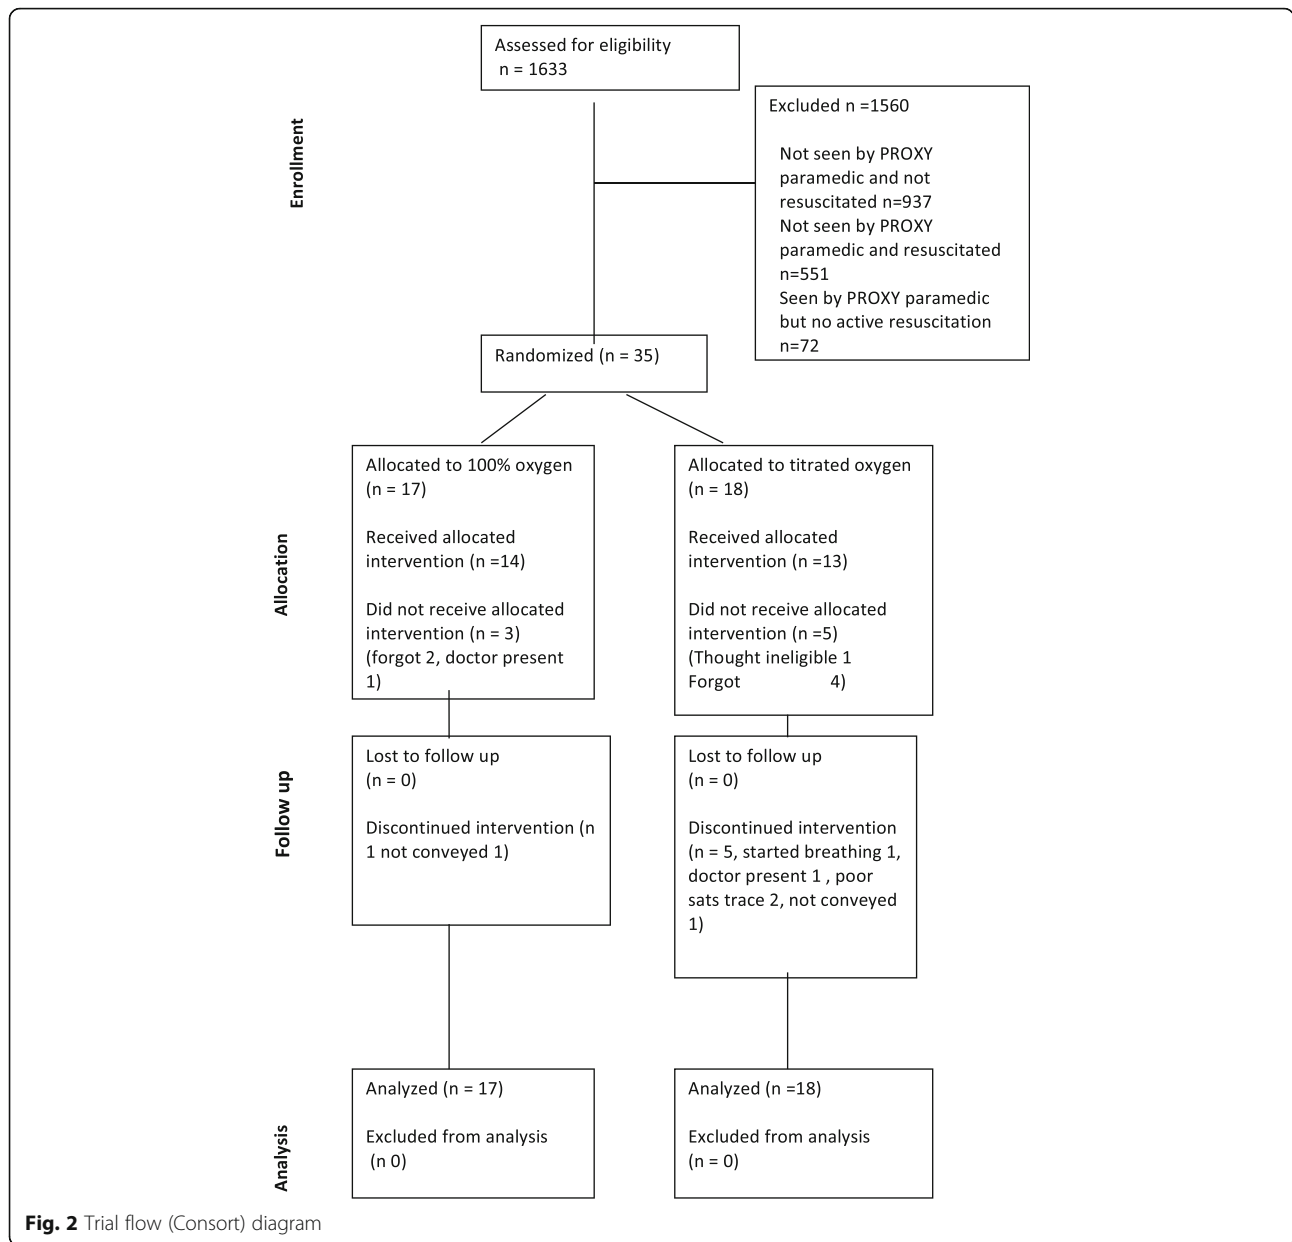 Assessed for eligibility
n = 1633
Enrollment
Excluded n =1560
Not seen by PROXY
paramedic and not
resuscitated n=937
Not seen by PROXY
paramedic and resuscitated
n=551
Seen by PROXY paramedic
but no active resuscitation
n=72
Randomized (n = 35)
Allocation
Allocated to 100% oxygen
(n = 17)
Received allocated
intervention (n =14)
Did not receive allocated
intervention (n = 3)
(forgot 2, doctor present
1)
Allocated to titrated oxygen
(n = 18)
Received allocated
intervention (n =13)
Did not receive allocated
intervention (n =5)
(Thought ineligible 1
Forgot 4)
Follow up
Lost to follow up
(n = 0)
Discontinued intervention (n
1 not conveyed 1)
Lost to follow up
(n = 0)
Discontinued intervention
(n = 5, started breathing 1,
doctor present 1 , poor
sats trace 2, not conveyed
1)
Analysis
Analyzed (n = 17)
Excluded from analysis
(n 0)
Analyzed (n =18)
Excluded from analysis
(n = 0)
Fig. 2 Trial flow (Consort) diagram